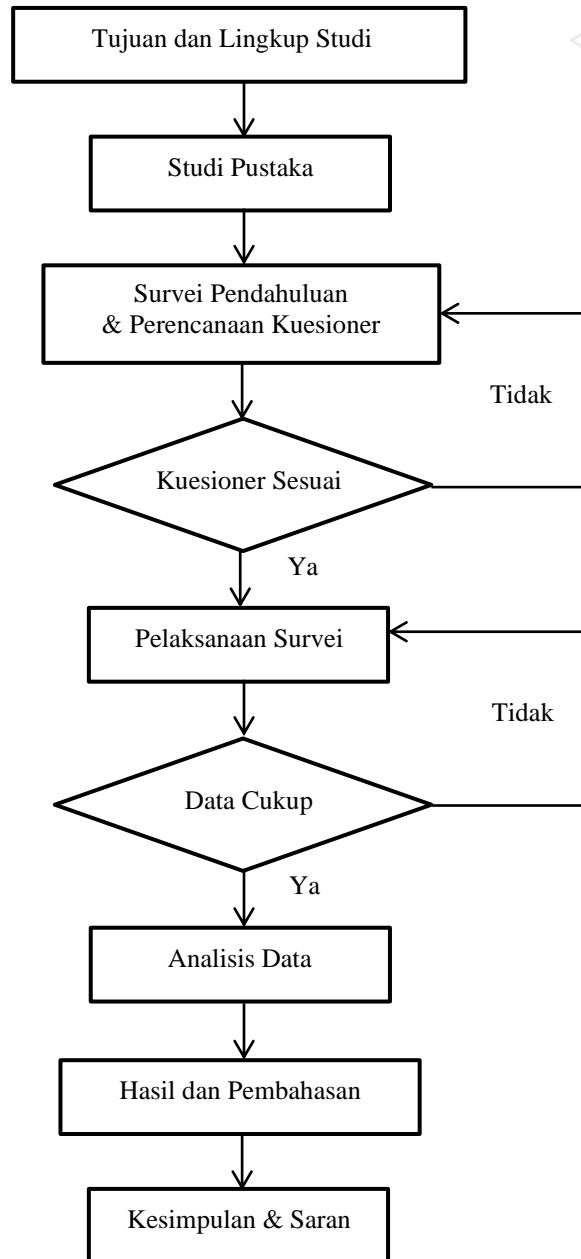 Tujuan dan Lingkup Studi
Studi Pustaka
Survei Pendahuluan
& Perencanaan Kuesioner
Tidak
Kuesioner Sesuai
Ya
Pelaksanaan Survei
Tidak
Data Cukup
Ya
Analisis Data
Hasil dan Pembahasan
Kesimpulan & Saran